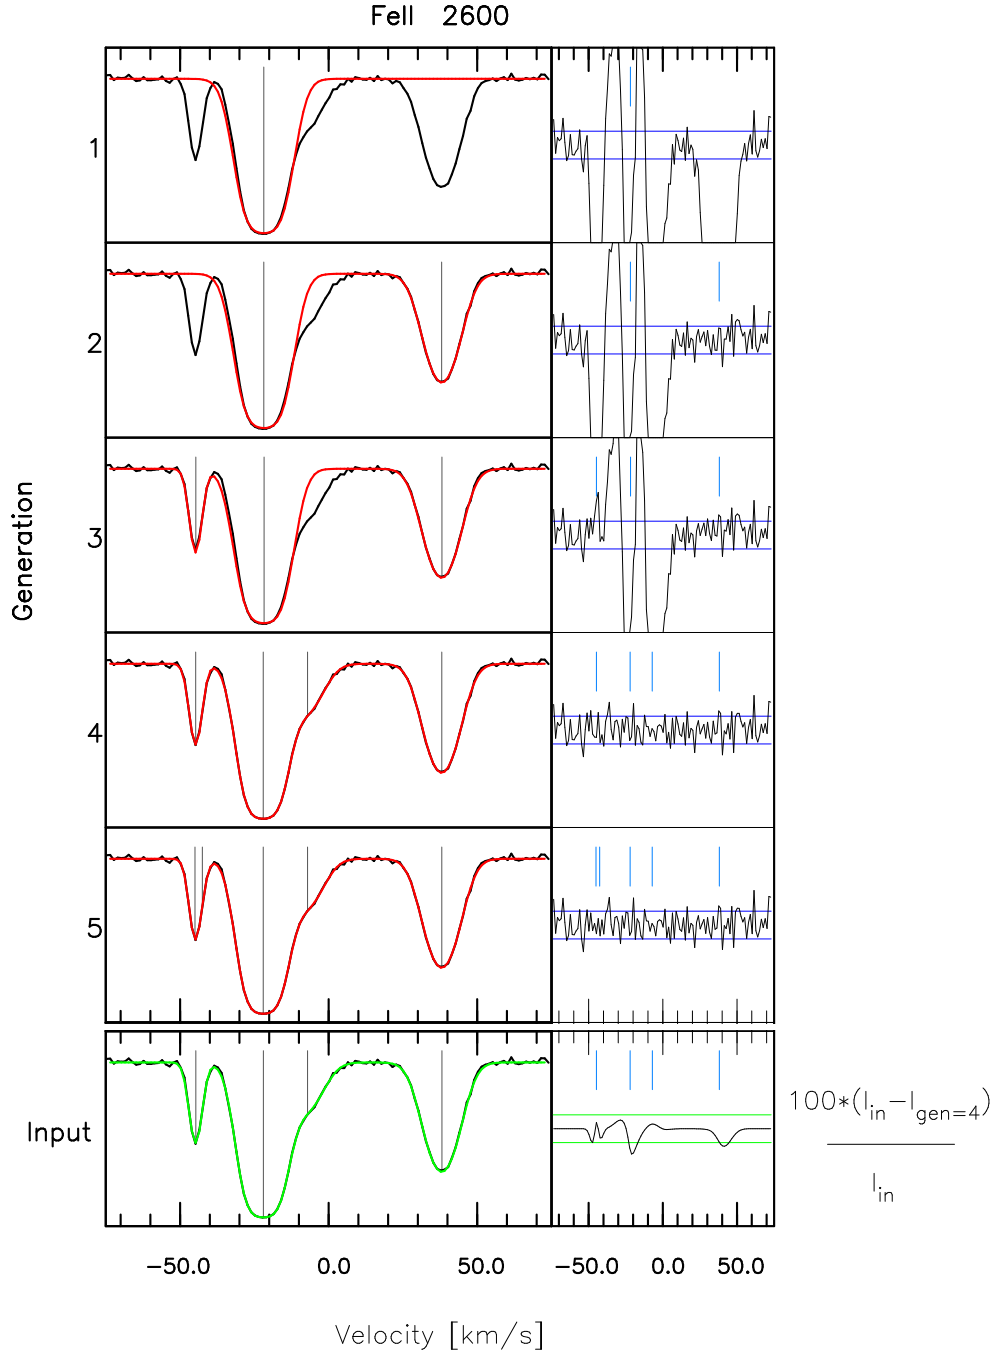 FeII 2600
1
2
3
4
5
Generation
Input
100*(I_in-I_gen=4)
I_in
-50.0 0.0 50.0 -50.0 0.0 50.0
Velocity [km/s]